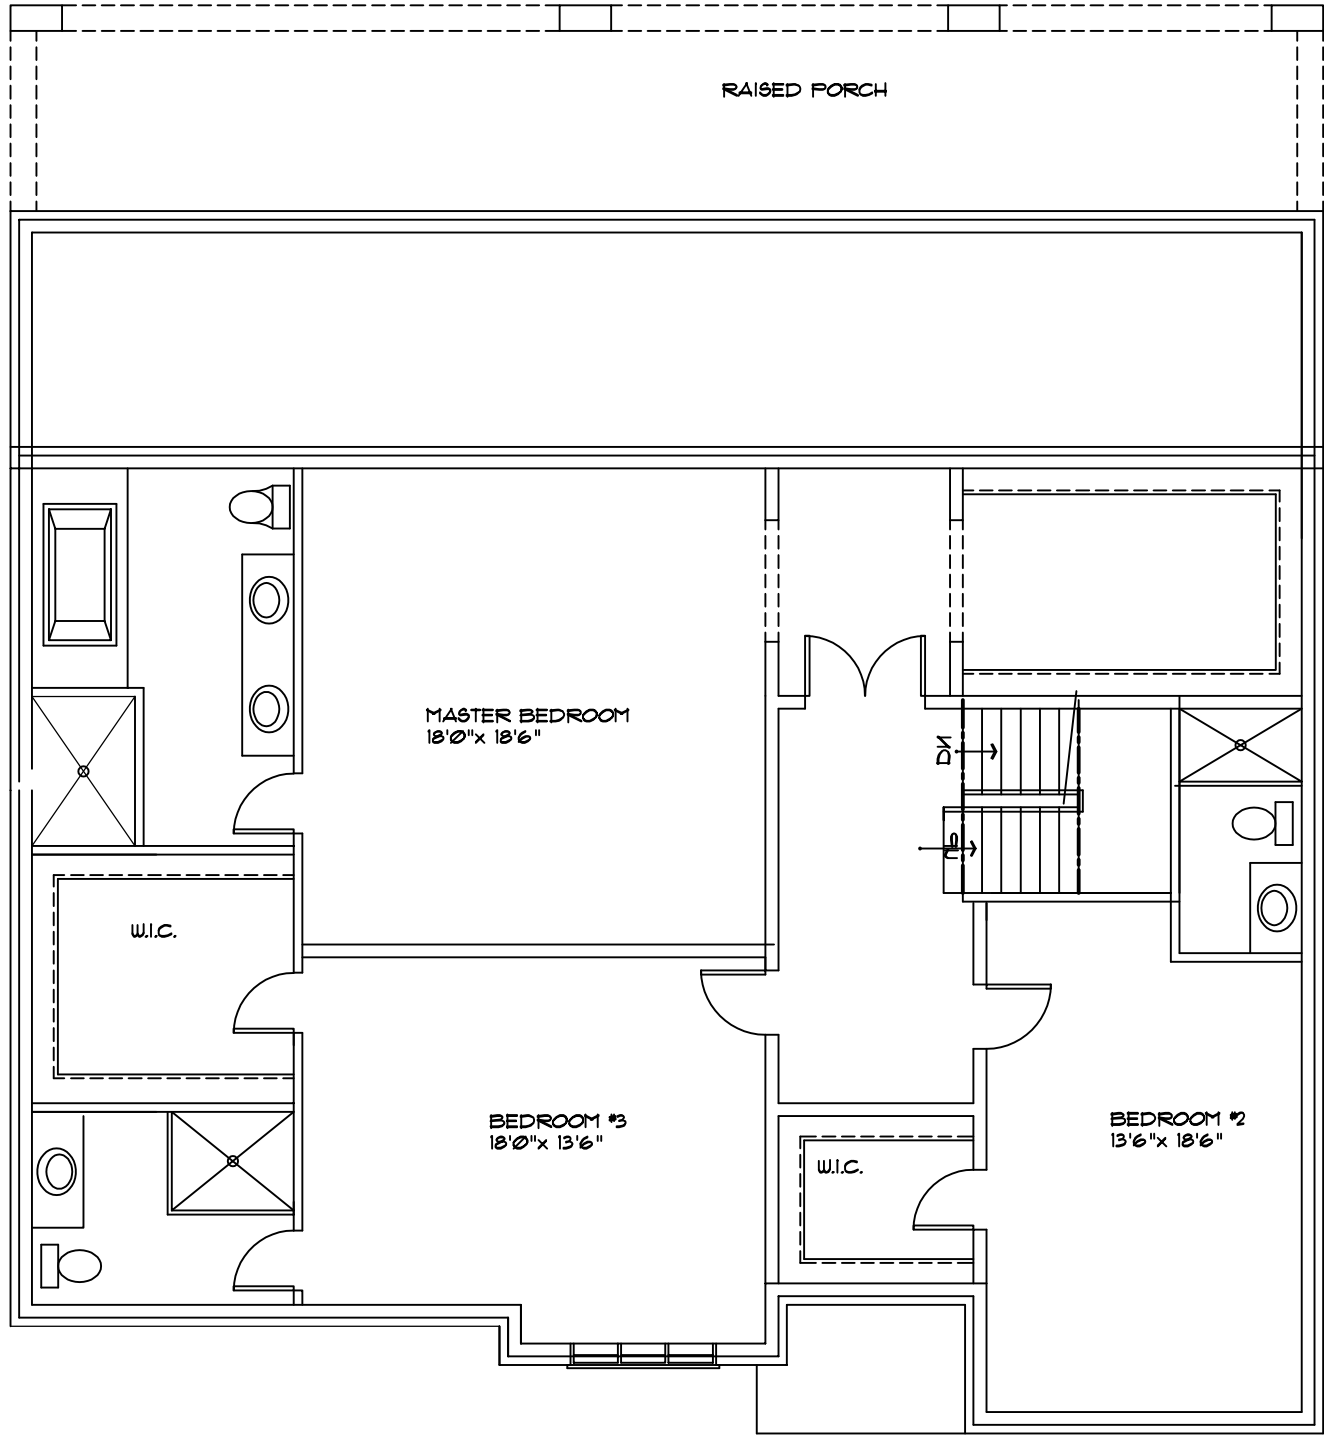 RAISED PORCH
MASTER BEDROOM
18'0"x 18'6"
DN
UP
W.I.C.
BEDROOM #3
18'0"x 13'6"
BEDROOM #2
13'6"x 18'6"
W.I.C.